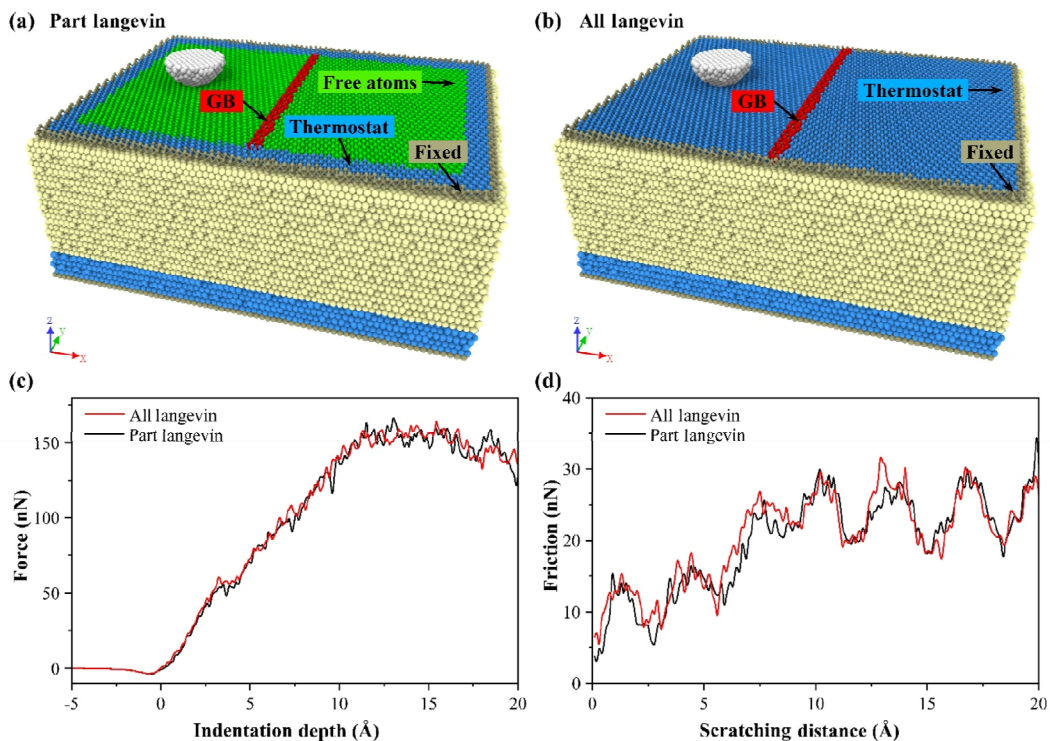 (a) Part langevin
Free atoms
GB
Thermostat
Fixed
z
y
x
(b) All langevin
GB
Thermostat
Fixed
z
y
x
(c)
All langevin
Part langevin
150
100
50
0
Force (nN)
-5 0 5 10 15 20
Indentation depth (Å)
(d)
All langevin
Part langevin
40
30
20
10
0
Friction (nN)
0 5 10 15 20
Scratching distance (Å)